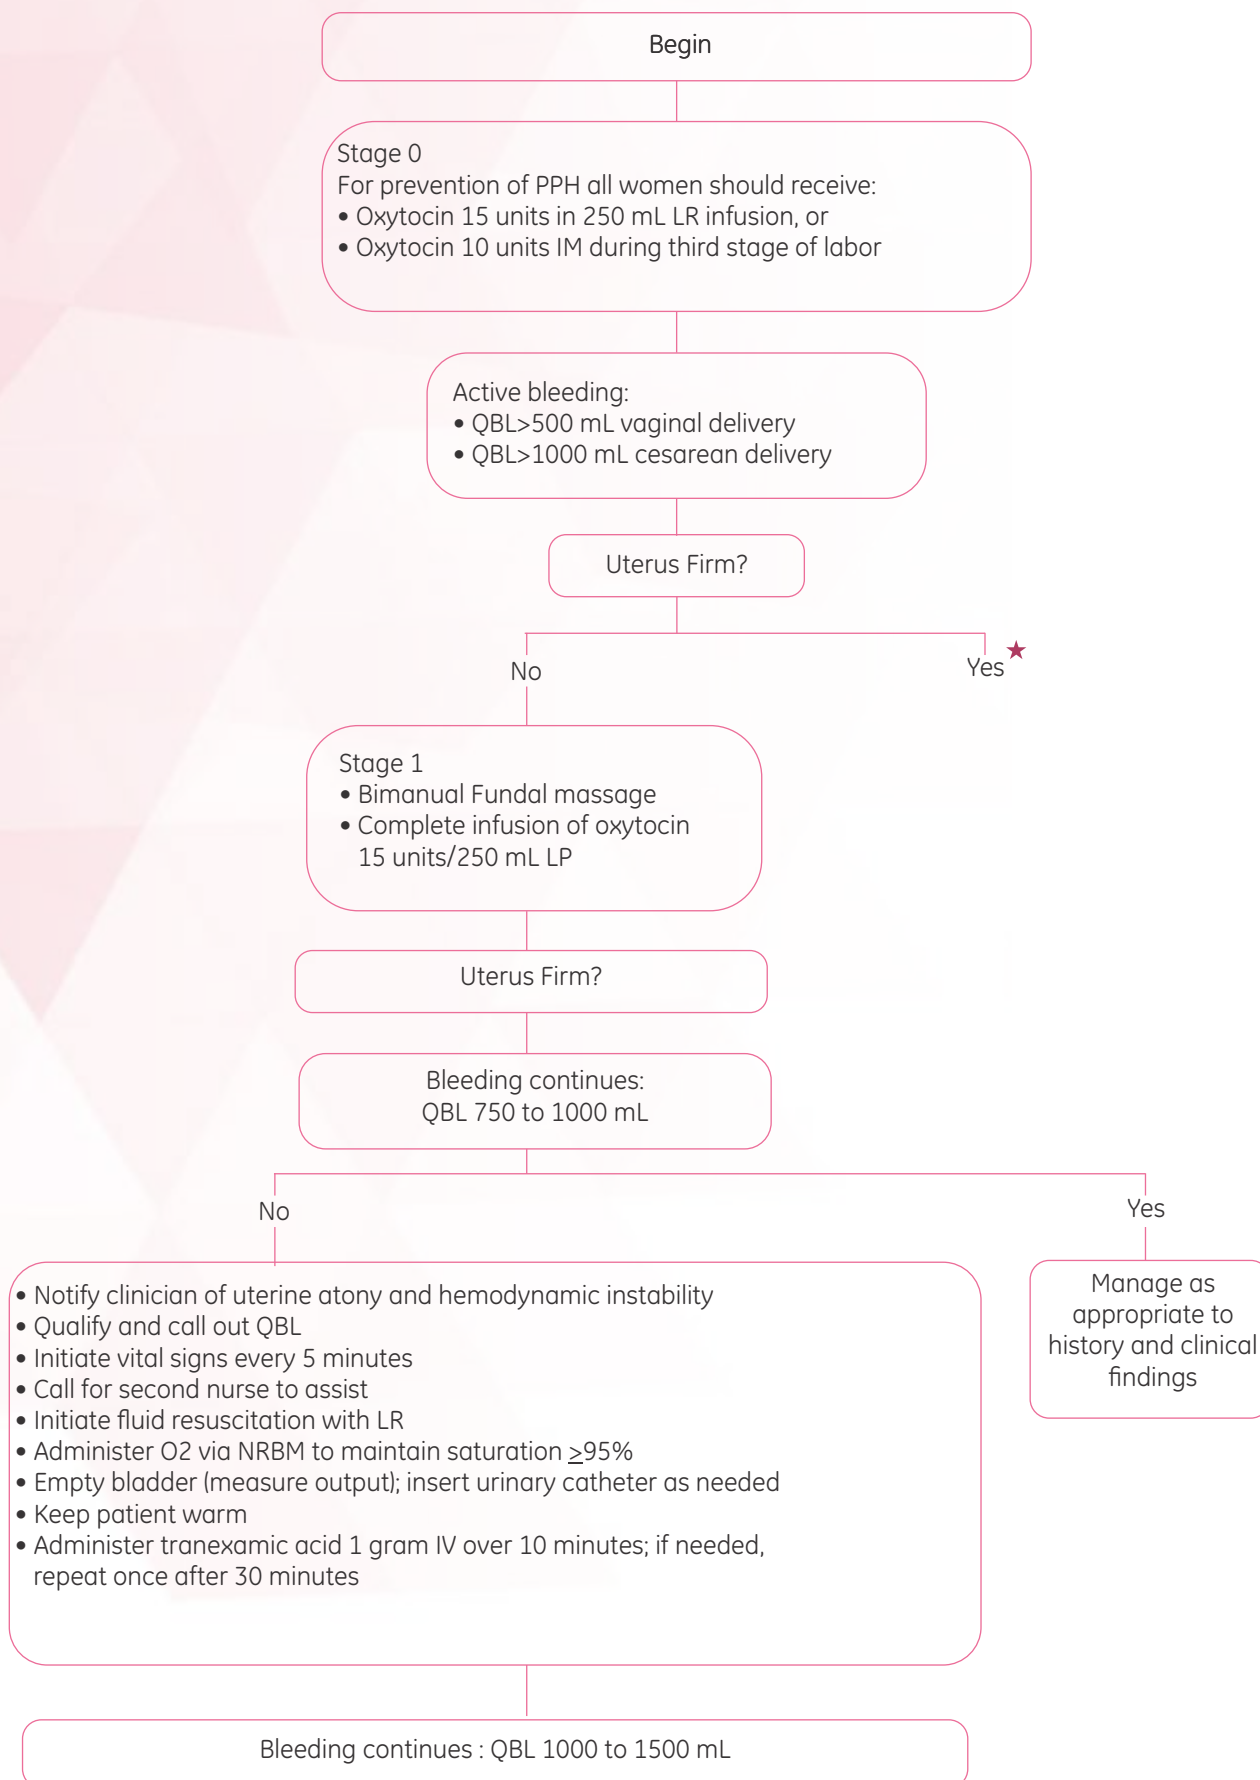 Begin
Stage 0
For prevention of PPH all women should receive:
• Oxytocin 15 units in 250 mL LR infusion, or
• Oxytocin 10 units IM during third stage of labor
Active bleeding:
• QBL>500 mL vaginal delivery
• QBL>1000 mL cesarean delivery
Uterus Firm?
No
Yes ★
Stage 1
• Bimanual Fundal massage
• Complete infusion of oxytocin
15 units/250 mL LP
Uterus Firm?
Bleeding continues:
QBL 750 to 1000 mL
No
Yes
• Notify clinician of uterine atony and hemodynamic instability
• Qualify and call out QBL
• Initiate vital signs every 5 minutes
• Call for second nurse to assist
• Initiate fluid resuscitation with LR
• Administer O2 via NRBM to maintain saturation ≥95%
• Empty bladder (measure output); insert urinary catheter as needed
• Keep patient warm
• Administer tranexamic acid 1 gram IV over 10 minutes; if needed,
repeat once after 30 minutes
Manage as
appropriate to
history and clinical
findings
Bleeding continues : QBL 1000 to 1500 mL